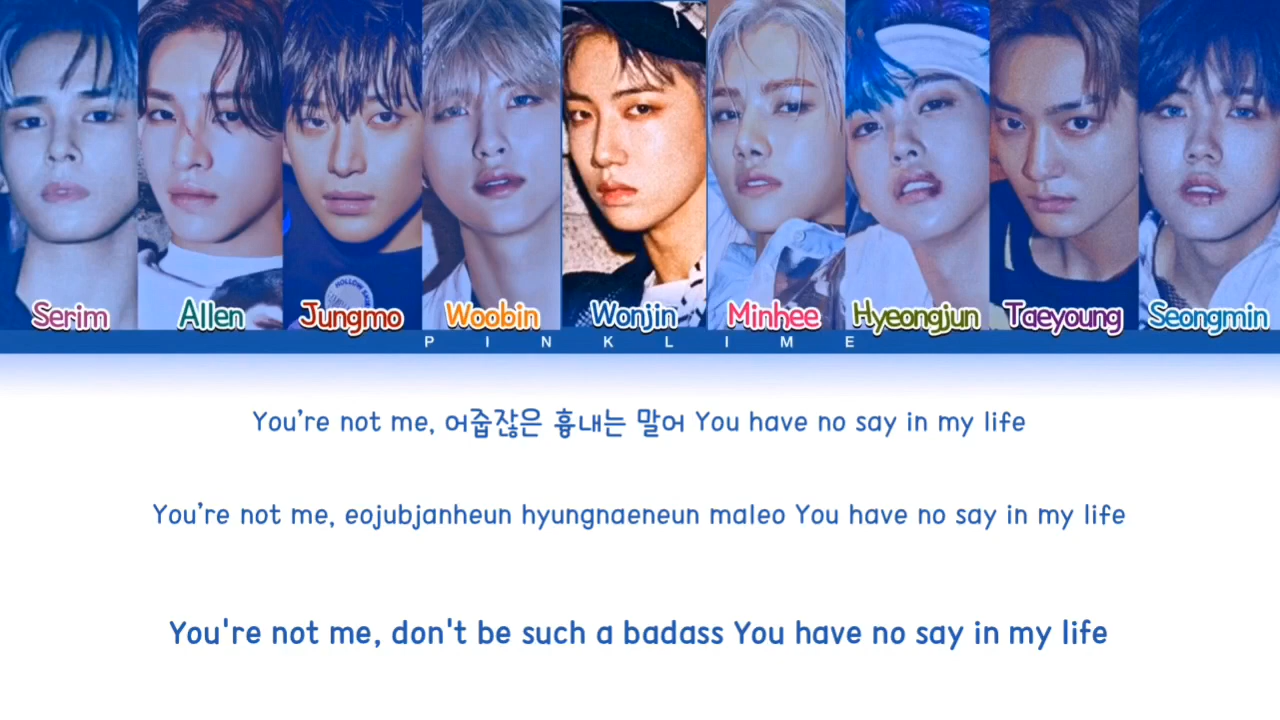 HOLLOW
Serim Allen Jungmo Woobin Wonjin Minhee Hyeongjun Taeyoung Seongmin
PINKLIME
You’re not me, 어줍잖은 흉내는 말어 You have no say in my life
You’re not me, eojubjanheun hyungnaeneun maleo You have no say in my life
You're not me, don't be such a badass You have no say in my life